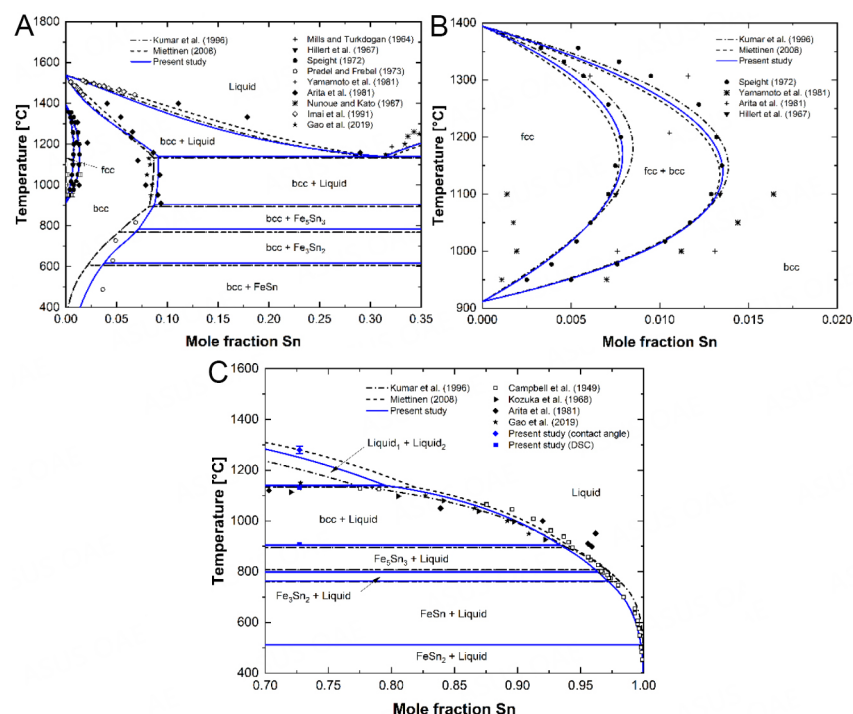 A
Temperature [°C]
1800
1600
1400
1200
1000
800
600
400
Kumar et al. (1996)
Miettinen (2008)
Present study
Mills and Turkdogan (1964)
Hillert et al. (1967)
Speight (1972)
Predel and Frebel (1973)
Yamamoto et al. (1981)
Arita et al. (1981)
Nunoue and Kato (1987)
Imai et al. (1991)
Gao et al. 2019)
Liquid
bcc + Liquid
fcc
bcc
bcc + Liquid
bcc + Fe5Sn3
bcc + Fe3Sn2
bcc + FeSn
0.00 0.05 0.10 0.15 0.20 0.25 0.30 0.35
Mole fraction Sn
B
Temperature [°C]
1400
1300
1200
1100
1000
900
Kumar et al. (1996)
Miettinen (2008)
Present study
Speight (1972)
Yamamoto et al. (1981)
Arita et al. (1981)
Hillert et al. (1967)
fcc
fcc + bcc
bcc
0.000 0.005 0.010 0.015 0.020
Mole fraction Sn
C
Temperature [°C]
1600
1400
1200
1000
800
600
400
Kumar et al. (1996)
Miettinen (2008)
Present study
Campbell et al. (1949)
Kozuka et al. (1968)
Arita et al. (1981)
Gao et al. (2019)
Present study (contact angle)
Present study (DSC)
Liquid1 + Liquid2
Liquid
bcc + Liquid
Fe5Sn3 + Liquid
Fe3Sn2 + Liquid
FeSn + Liquid
FeSn2 + Liquid
0.70 0.75 0.80 0.85 0.90 0.95 1.00
Mole fraction Sn